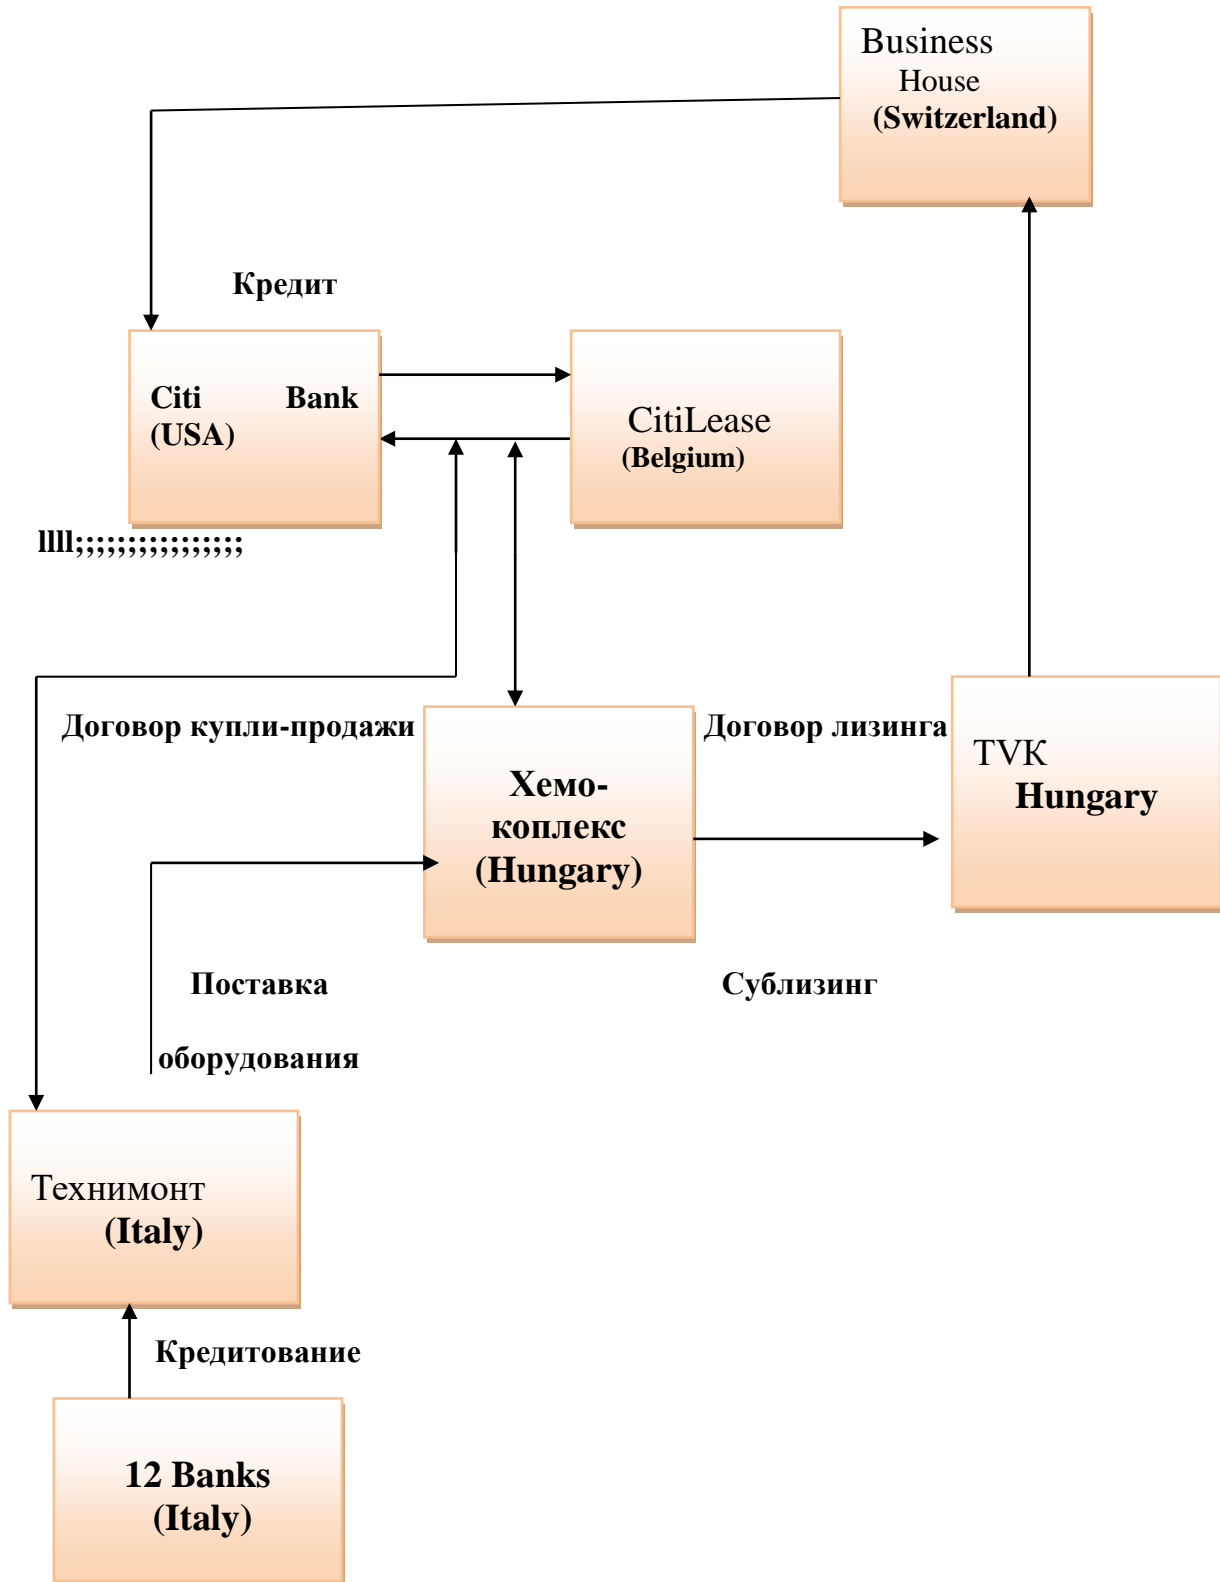 Business
House
(Switzerland)
Кредит
Citi Bank
(USA)
CitiLease
(Belgium)
llll;;;;;;;;;;;;;;;;
Договор купли-продажи
Договор лизинга
Хемо-
коплекс
(Hungary)
TVK
Hungary
Поставка
оборудования
Сублизинг
Технимонт
(Italy)
Кредитование
12 Banks
(Italy)